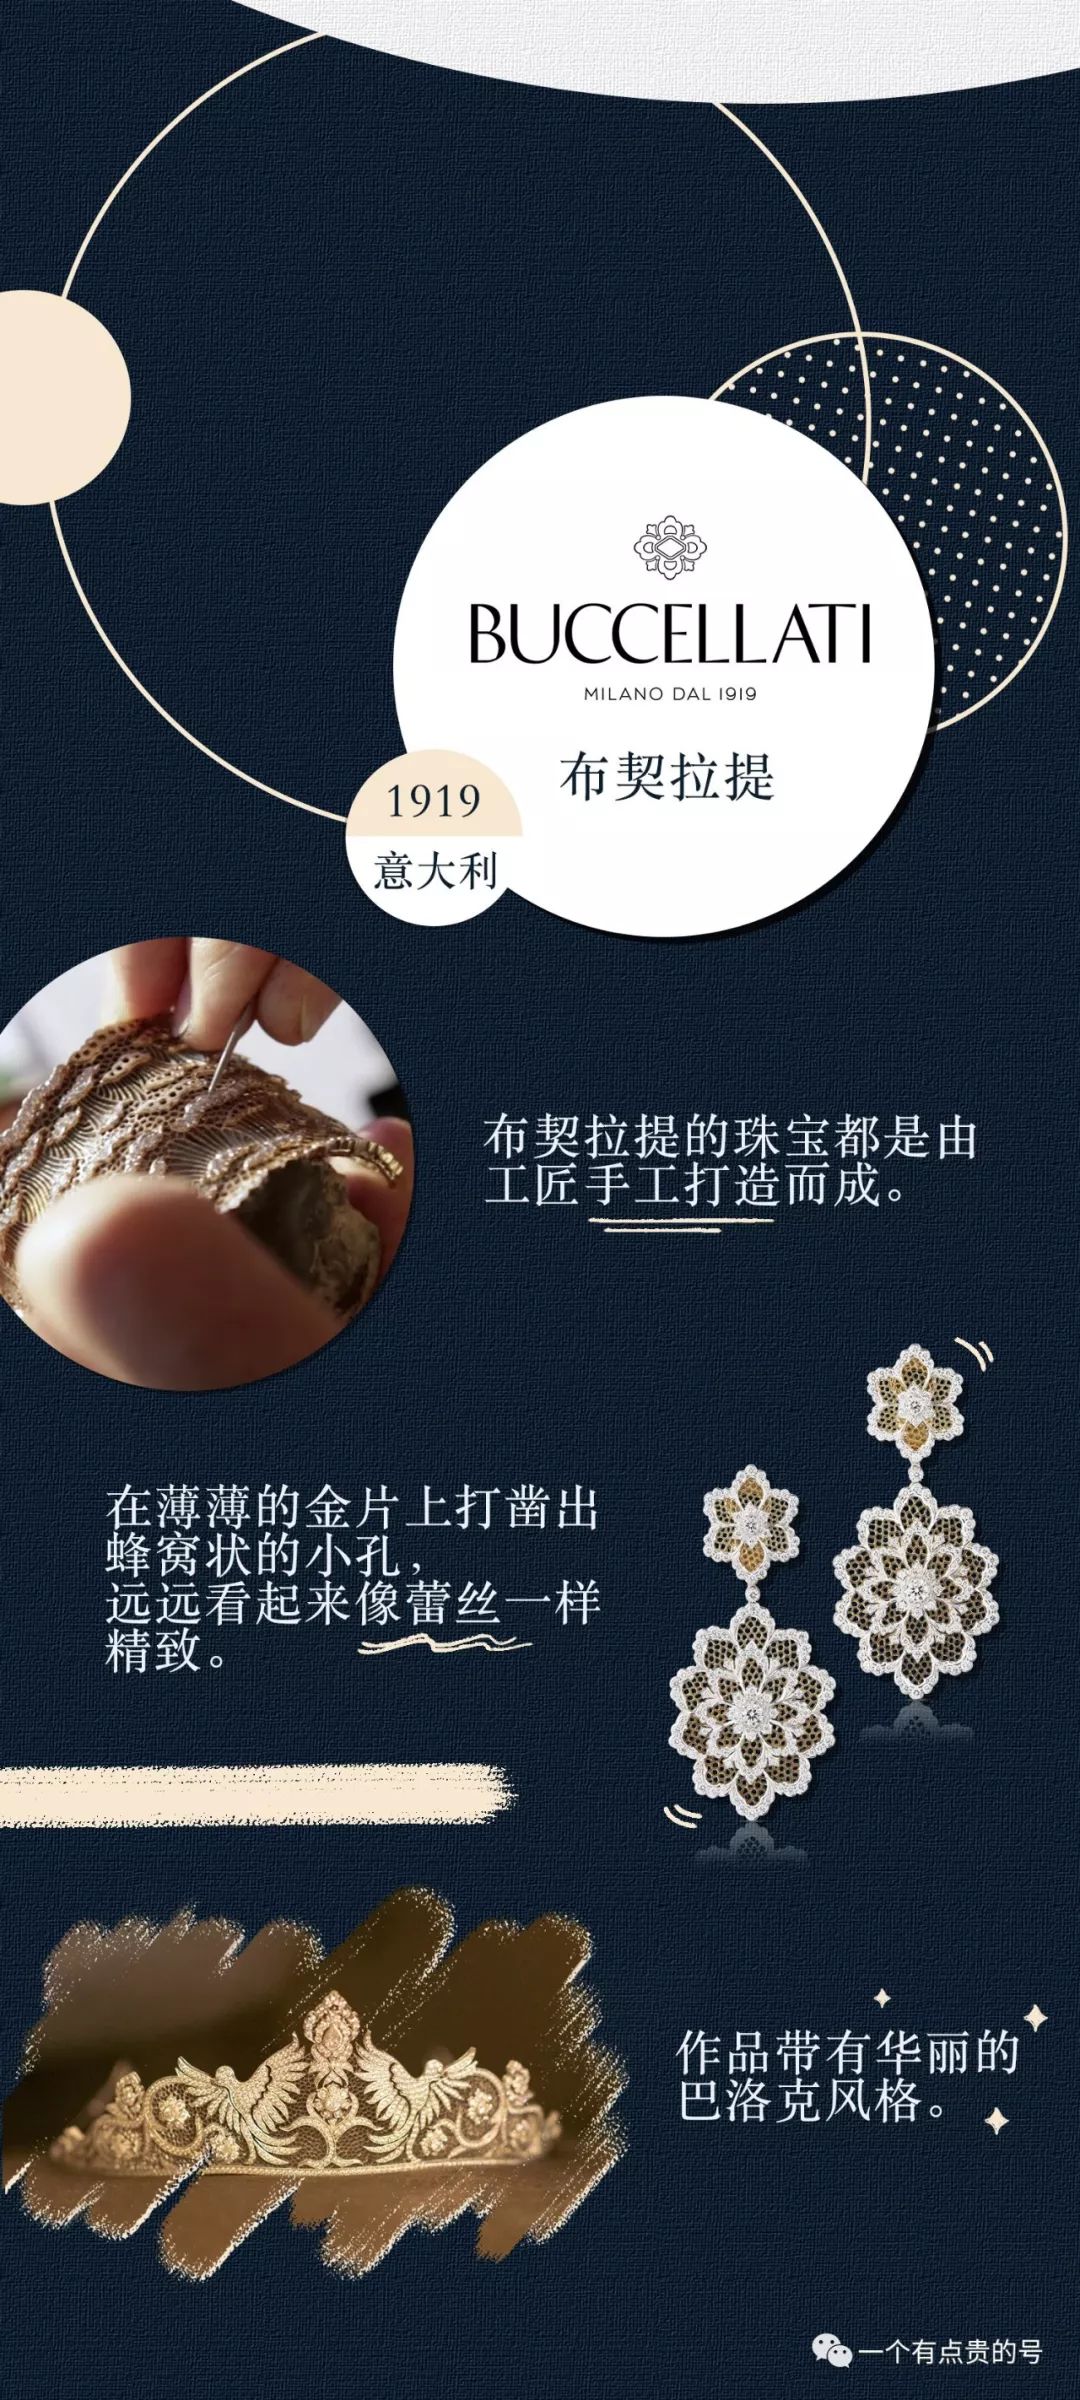 BUCCELLATI
MILANO DAL 1919
布契拉提
1919
意大利
布契拉提的珠宝都是由
工匠手工打造而成。
在薄薄的金片上打凿出
蜂窝状的小孔，
远远看起来像蕾丝一样
精致。
作品带有华丽的
巴洛克风格。
一个有点贵的号